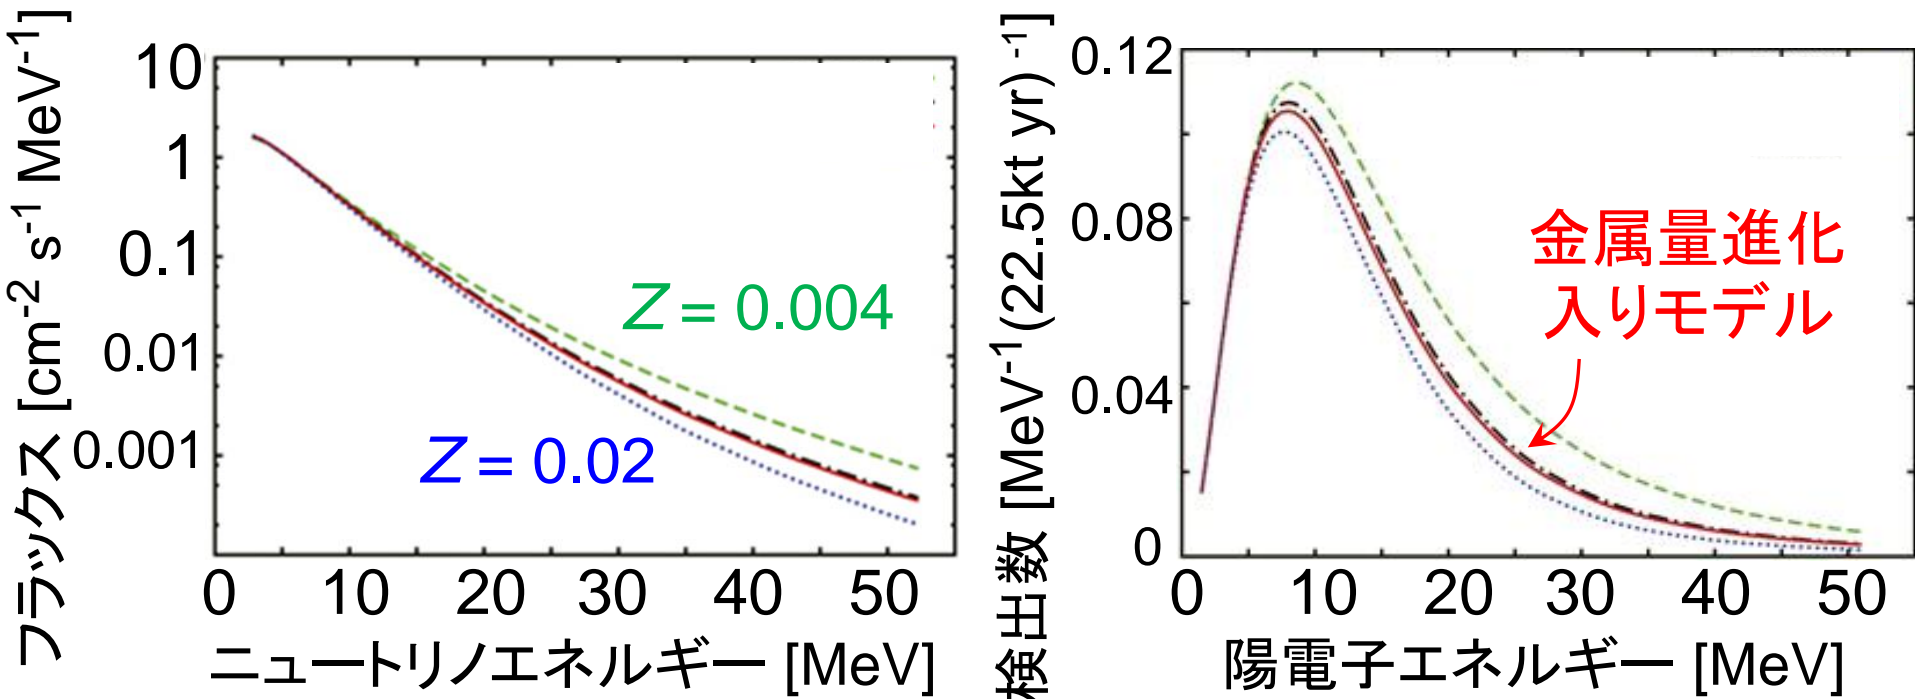 フラックス [cm-2 s-1 MeV-1]
10
1
0.1
0.01
0.001
Z = 0.004
Z = 0.02
0 10 20 30 40 50
ニュートリノエネルギー [MeV]
検出数 [MeV-1(22.5kt yr) -1]
0.12
0.08
0.04
0
金属量進化
入りモデル
0 10 20 30 40 50
陽電子エネルギー [MeV]